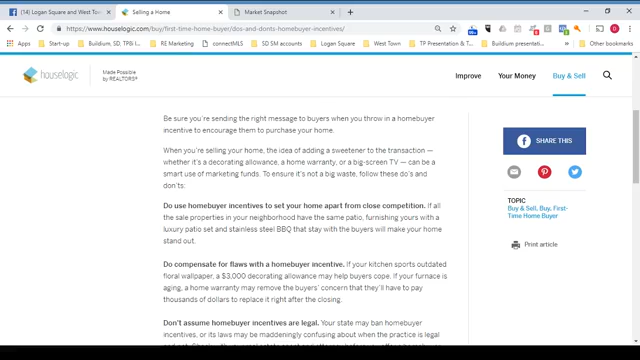 (14) Logan Square and West Town
Selling a Home
Market Snapshot
https://www.houselogic.com/buy/first-time-home-buyer/dos-and-donts-homebuyer-incentives/
Apps Start-up Buildium, SD, TPSI I RE Marketing connectMLS SD SM accounts Logan Square West Town TP Presentation & T Buildium presentati Other bookmarks
houselogic
Made Possible
by REALTORS®
Improve Your Money Buy & Sell
Be sure you're sending the right message to buyers when you throw in a homebuyer
incentive to encourage them to purchase your home.
When you're selling your home, the idea of adding a sweetener to the transaction —
whether it's a decorating allowance, a home warranty, or a big-screen TV — can be a
smart use of marketing funds. To ensure it's not a big waste, follow these do's and
don'ts:
Do use homebuyer incentives to set your home apart from close competition. If all
the sale properties in your neighborhood have the same patio, furnishing yours with a
luxury patio set and stainless steel BBQ that stay with the buyers will make your home
stand out.
Do compensate for flaws with a homebuyer incentive. If your kitchen sports outdated
floral wallpaper, a $3,000 decorating allowance may help buyers cope. If your furnace is
aging, a home warranty may remove the buyers' concern that they'll have to pay
thousands of dollars to replace it right after the closing.
Don't assume homebuyer incentives are legal. Your state may ban homebuyer
incentives, or its laws may be maddeningly confusing about when the practice is legal
SHARE THIS
TOPIC
Buy & Sell, Buy, First-
Time Home Buyer
Print article